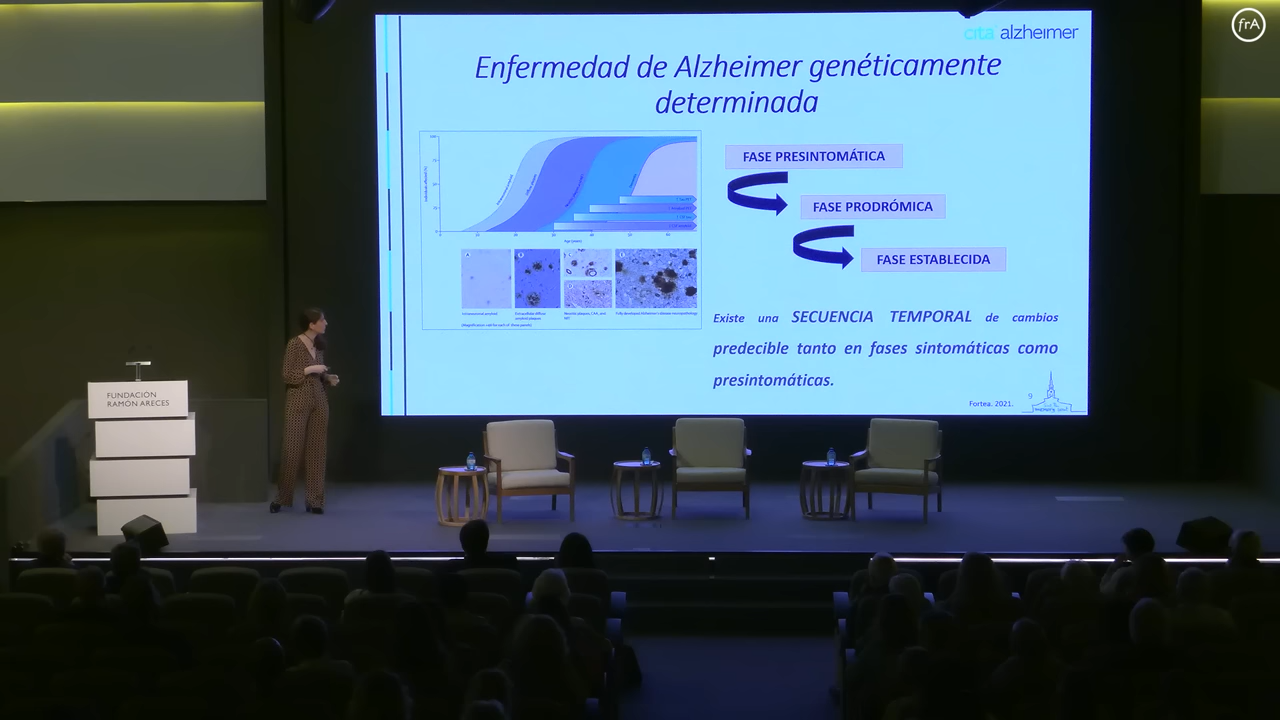 frA
cita alzheimer
Enfermedad de Alzheimer genéticamente
determinada
FASE PRESINTOMÁTICA
FASE PRODRÓMICA
FASE ESTABLECIDA
Existe una SECUENCIA TEMPORAL de cambios
predecible tanto en fases sintomáticas como
presintomáticas.
Fortea. 2021.
9
FUNDACIÓN
RAMÓN ARECES